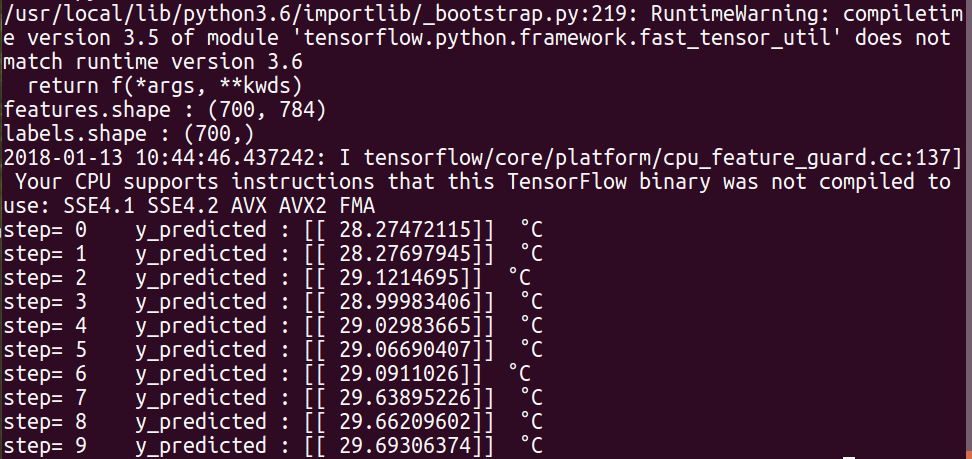 /usr/local/lib/python3.6/importlib/_bootstrap.py:219: RuntimeWarning: compiletim
e version 3.5 of module 'tensorflow.python.framework.fast_tensor_util' does not
match runtime version 3.6
  return f(*args, **kwds)
features.shape : (700, 784)
labels.shape : (700,)
2018-01-13 10:44:46.437242: I tensorflow/core/platform/cpu_feature_guard.cc:137]
 Your CPU supports instructions that this TensorFlow binary was not compiled to
use: SSE4.1 SSE4.2 AVX AVX2 FMA
step= 0    y_predicted : [[ 28.27472115]]  °C
step= 1    y_predicted : [[ 28.27697945]]  °C
step= 2    y_predicted : [[ 29.1214695]]  °C
step= 3    y_predicted : [[ 28.99983406]]  °C
step= 4    y_predicted : [[ 29.02983665]]  °C
step= 5    y_predicted : [[ 29.06690407]]  °C
step= 6    y_predicted : [[ 29.0911026]]  °C
step= 7    y_predicted : [[ 29.63895226]]  °C
step= 8    y_predicted : [[ 29.66209602]]  °C
step= 9    y_predicted : [[ 29.69306374]]  °C